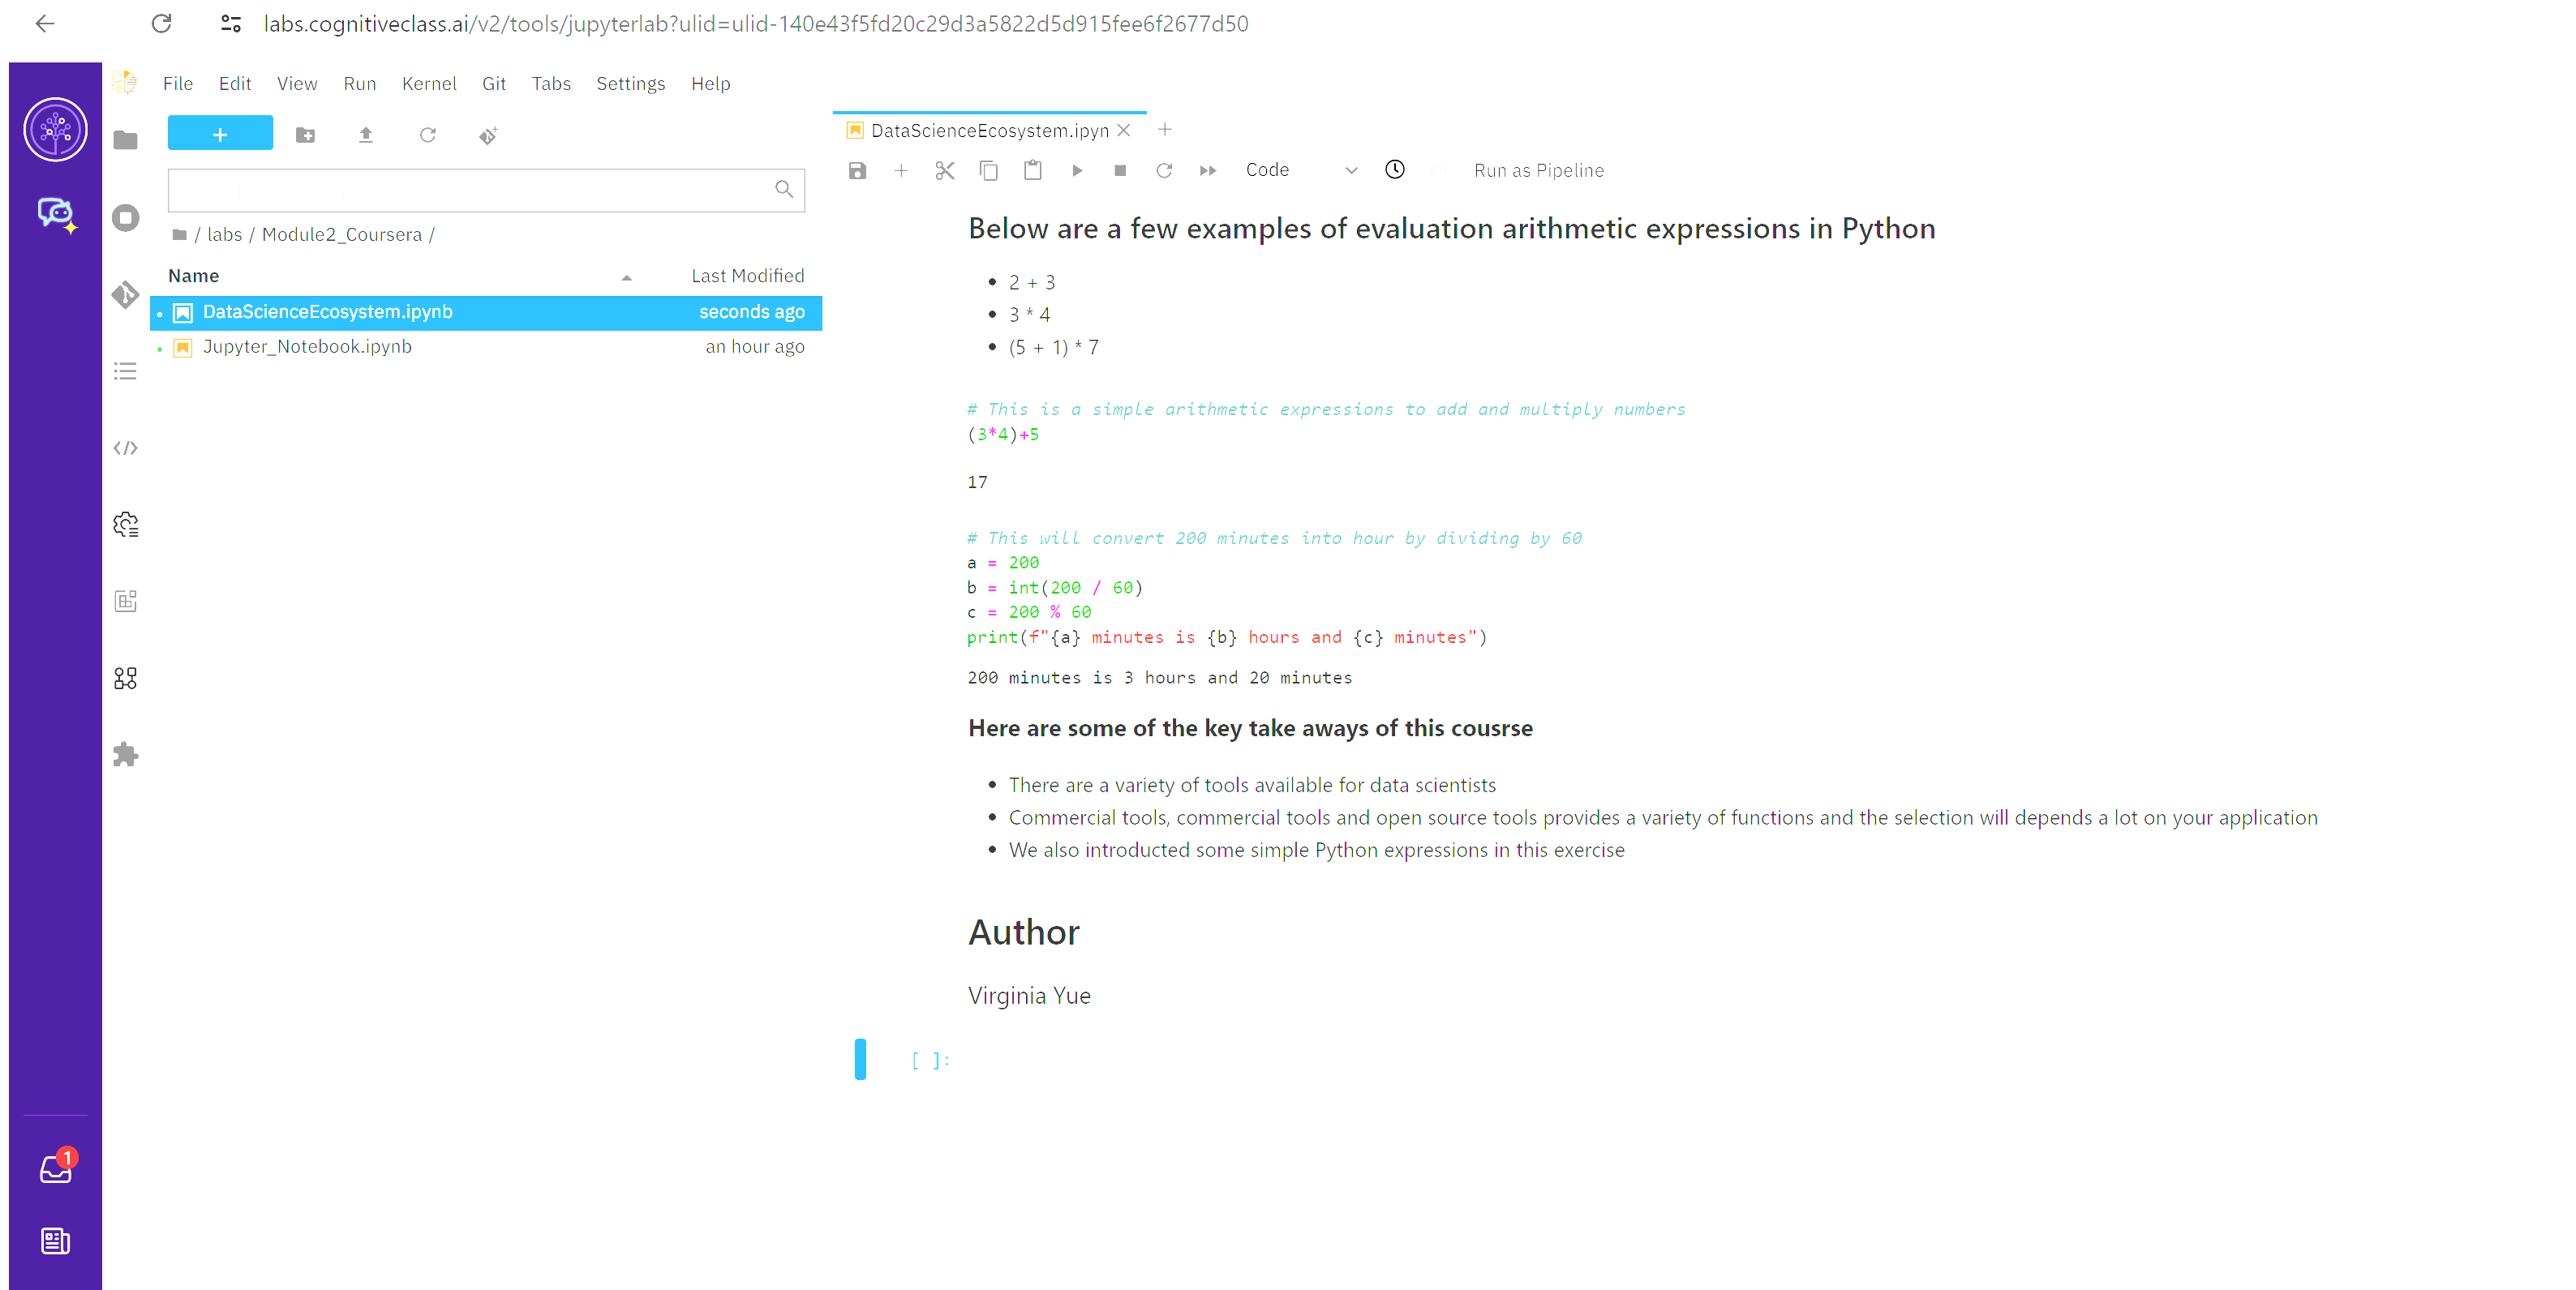 labs.cognitiveclass.ai/v2/tools/jupyterlab?ulid=ulid-140e43f5fd20c29d3a5822d5d915fee6f2677d50
File Edit View Run Kernel Git Tabs Settings Help
DataScienceEcosystem.ipyn
Code Run as Pipeline
/ labs / Module2_Coursera /
Name Last Modified
DataScienceEcosystem.ipynb seconds ago
Jupyter_Notebook.ipynb an hour ago
Below are a few examples of evaluation arithmetic expressions in Python
• 2 + 3
• 3 * 4
• (5 + 1) * 7
# This is a simple arithmetic expressions to add and multiply numbers
(3*4)+5
17
# This will convert 200 minutes into hour by dividing by 60
a = 200
b = int(200 / 60)
c = 200 % 60
print(f"{a} minutes is {b} hours and {c} minutes")
200 minutes is 3 hours and 20 minutes
Here are some of the key take aways of this cousrse
• There are a variety of tools available for data scientists
• Commercial tools, commercial tools and open source tools provides a variety of functions and the selection will depends a lot on your application
• We also introducted some simple Python expressions in this exercise
Author
Virginia Yue
[ ]:
1